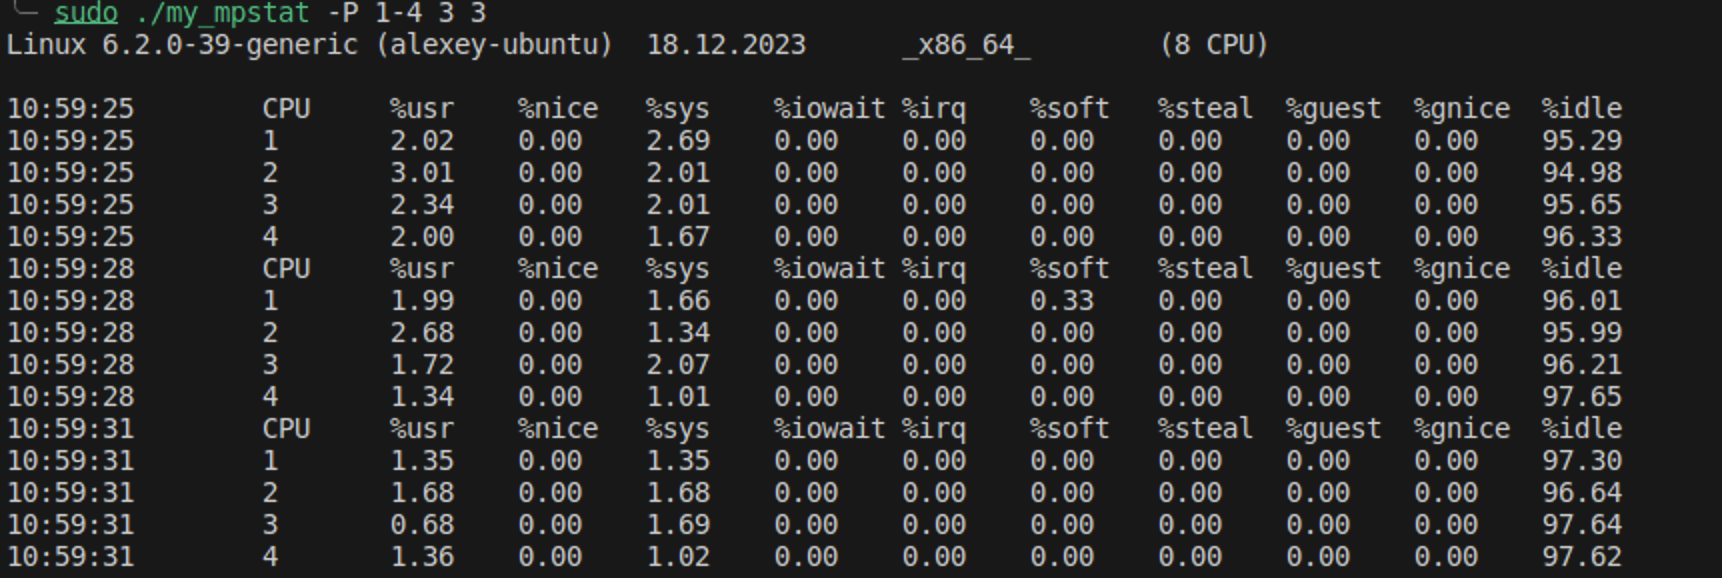 sudo ./my_mpstat -P 1-4 3 3
Linux 6.2.0-39-generic (alexey-ubuntu)  18.12.2023      _x86_64_        (8 CPU)

10:59:25        CPU     %usr    %nice   %sys    %iowait %irq    %soft   %steal  %guest  %gnice  %idle
10:59:25        1       2.02    0.00    2.69    0.00    0.00    0.00    0.00    0.00    0.00    95.29
10:59:25        2       3.01    0.00    2.01    0.00    0.00    0.00    0.00    0.00    0.00    94.98
10:59:25        3       2.34    0.00    2.01    0.00    0.00    0.00    0.00    0.00    0.00    95.65
10:59:25        4       2.00    0.00    1.67    0.00    0.00    0.00    0.00    0.00    0.00    96.33
10:59:28        CPU     %usr    %nice   %sys    %iowait %irq    %soft   %steal  %guest  %gnice  %idle
10:59:28        1       1.99    0.00    1.66    0.00    0.00    0.33    0.00    0.00    0.00    96.01
10:59:28        2       2.68    0.00    1.34    0.00    0.00    0.00    0.00    0.00    0.00    95.99
10:59:28        3       1.72    0.00    2.07    0.00    0.00    0.00    0.00    0.00    0.00    96.21
10:59:28        4       1.34    0.00    1.01    0.00    0.00    0.00    0.00    0.00    0.00    97.65
10:59:31        CPU     %usr    %nice   %sys    %iowait %irq    %soft   %steal  %guest  %gnice  %idle
10:59:31        1       1.35    0.00    1.35    0.00    0.00    0.00    0.00    0.00    0.00    97.30
10:59:31        2       1.68    0.00    1.68    0.00    0.00    0.00    0.00    0.00    0.00    96.64
10:59:31        3       0.68    0.00    1.69    0.00    0.00    0.00    0.00    0.00    0.00    97.64
10:59:31        4       1.36    0.00    1.02    0.00    0.00    0.00    0.00    0.00    0.00    97.62